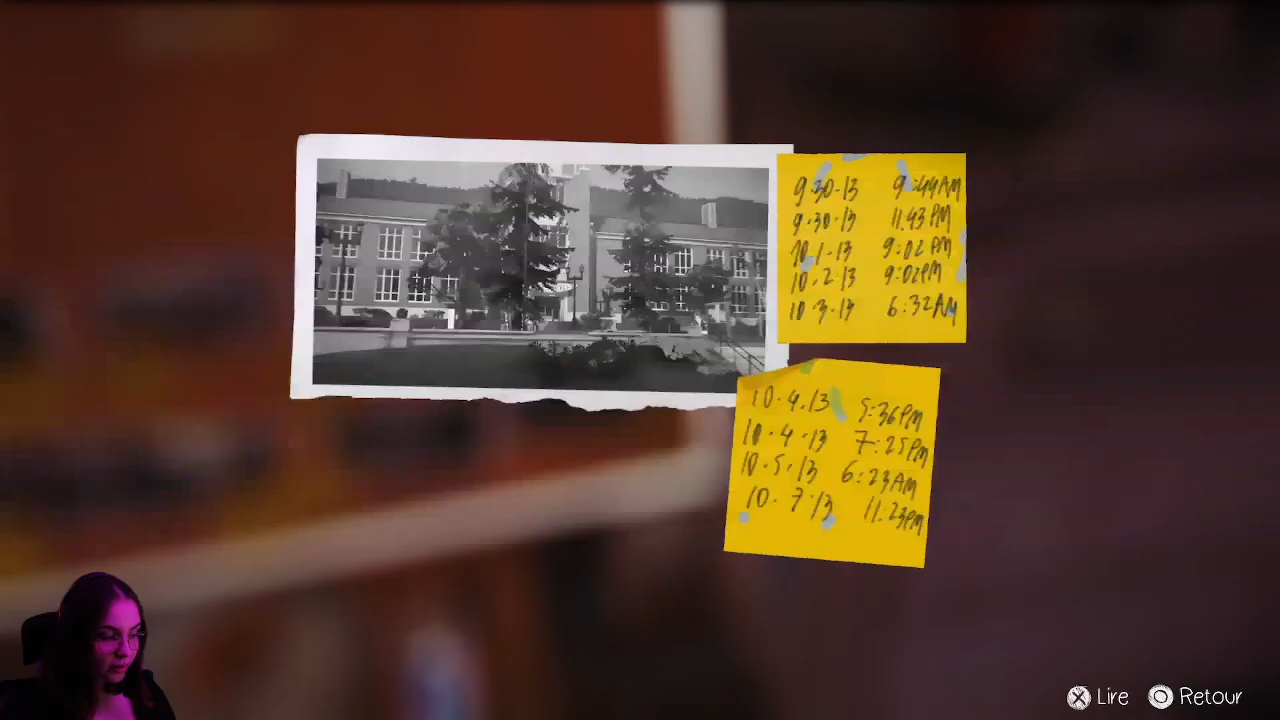 9.30.13 9:49AM
9.30.13 11:43PM
10.1.13 9:02PM
10.2.13 9:02PM
10.3.13 6:32AM
10.4.13 5:36PM
10.4.13 7:25PM
10.5.13 6:23AM
10.7.13 11:23PM
Lire Retour